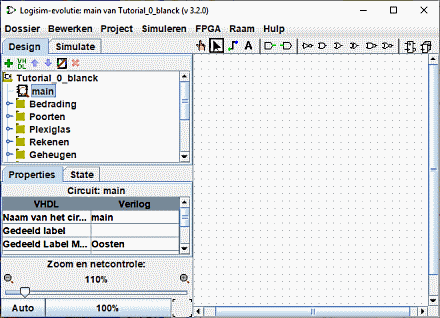 Logisim-evolutie: main van Tutorial_0_blanck (v 3.2.0)
Dossier Bewerken Project Simuleren FPGA Raam Hulp
Design Simulate
A
VH
DL
Tutorial_0_blanck
main
Bedrading
Poorten
Plexiglas
Rekenen
Geheugen
Properties State
Circuit: main
VHDL Verilog
Naam van het cir... main
Gedeeld label
Gedeeld Label M... Oosten
Zoom en netcontrole:
110%
Auto 100%